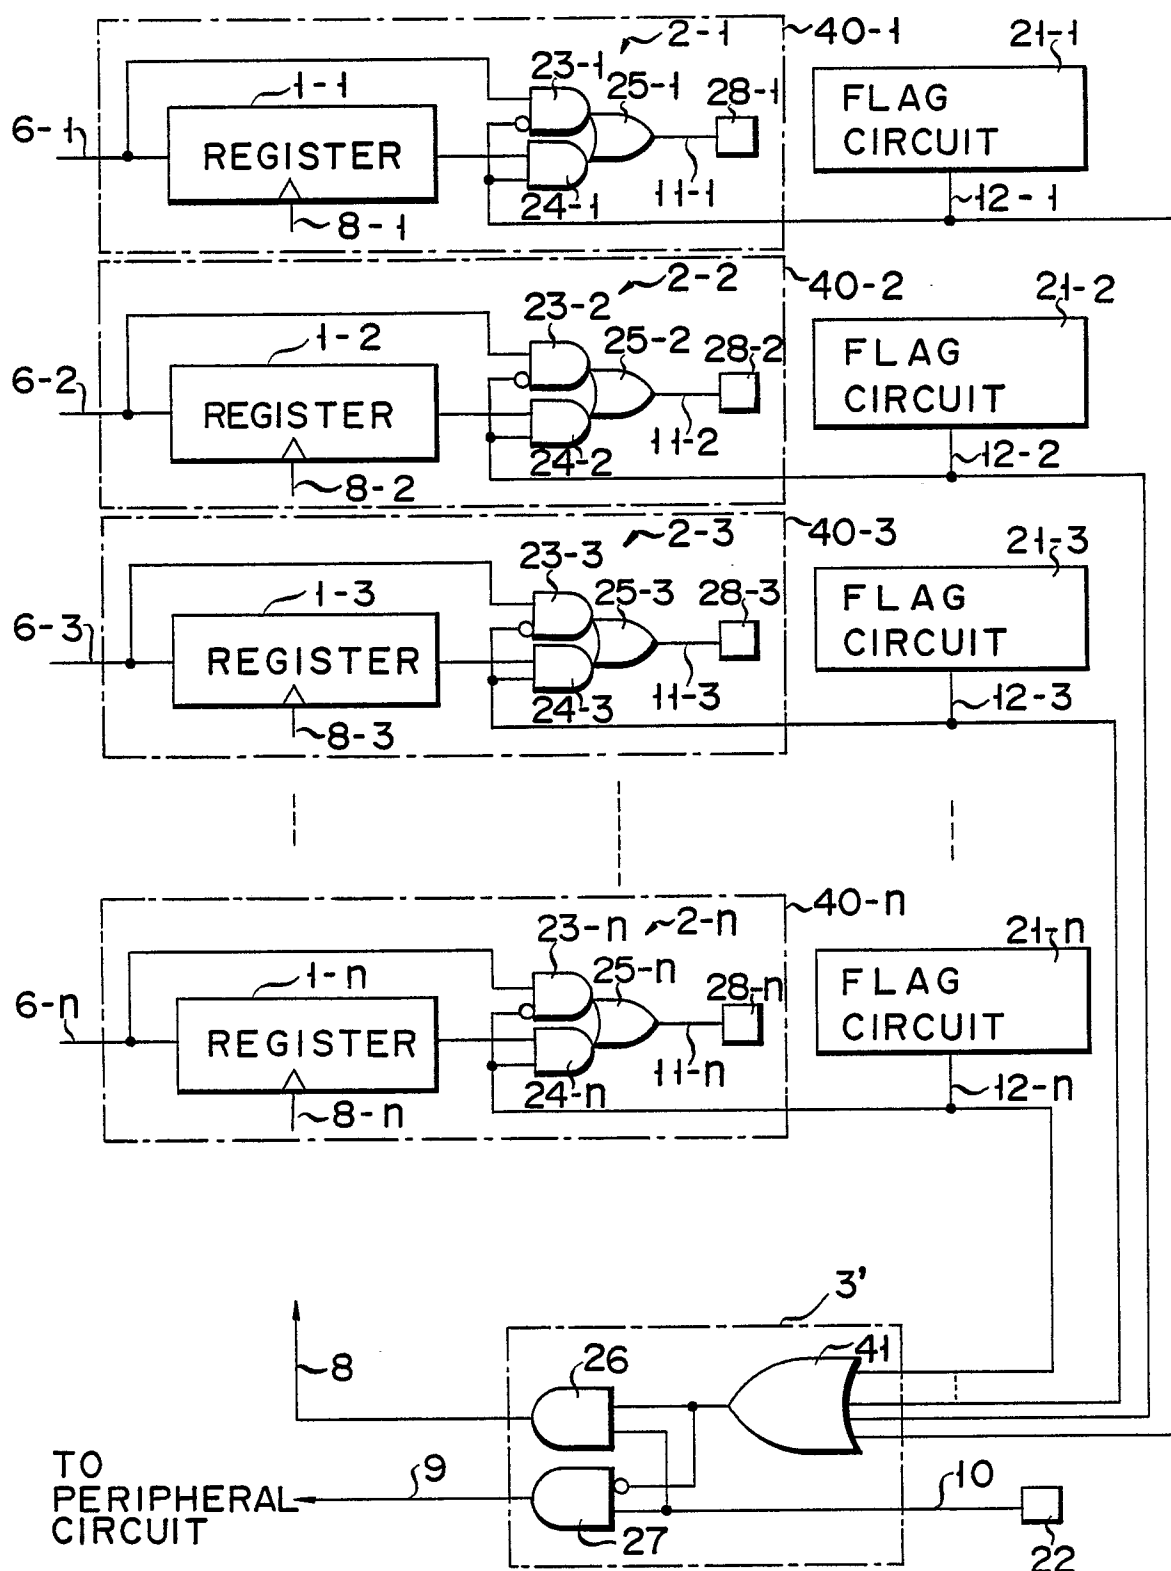 2-1
40-1
21-1
23-1
25-1
28-1
1-1
6-1
REGISTER
FLAG
CIRCUIT
11-1
24-1
12-1
8-1
2-2
40-2
21-2
23-2
25-2
28-2
1-2
6-2
REGISTER
FLAG
CIRCUIT
11-2
24-2
12-2
8-2
2-3
40-3
21-3
23-3
25-3
28-3
1-3
6-3
REGISTER
FLAG
CIRCUIT
11-3
24-3
12-3
8-3
2-n
40-n
21-n
23-n
25-n
28-n
1-n
6-n
REGISTER
FLAG
CIRCUIT
11-n
24-n
12-n
8-n
3'
41
26
8
9
10
27
22
TO
PERIPHERAL
CIRCUIT